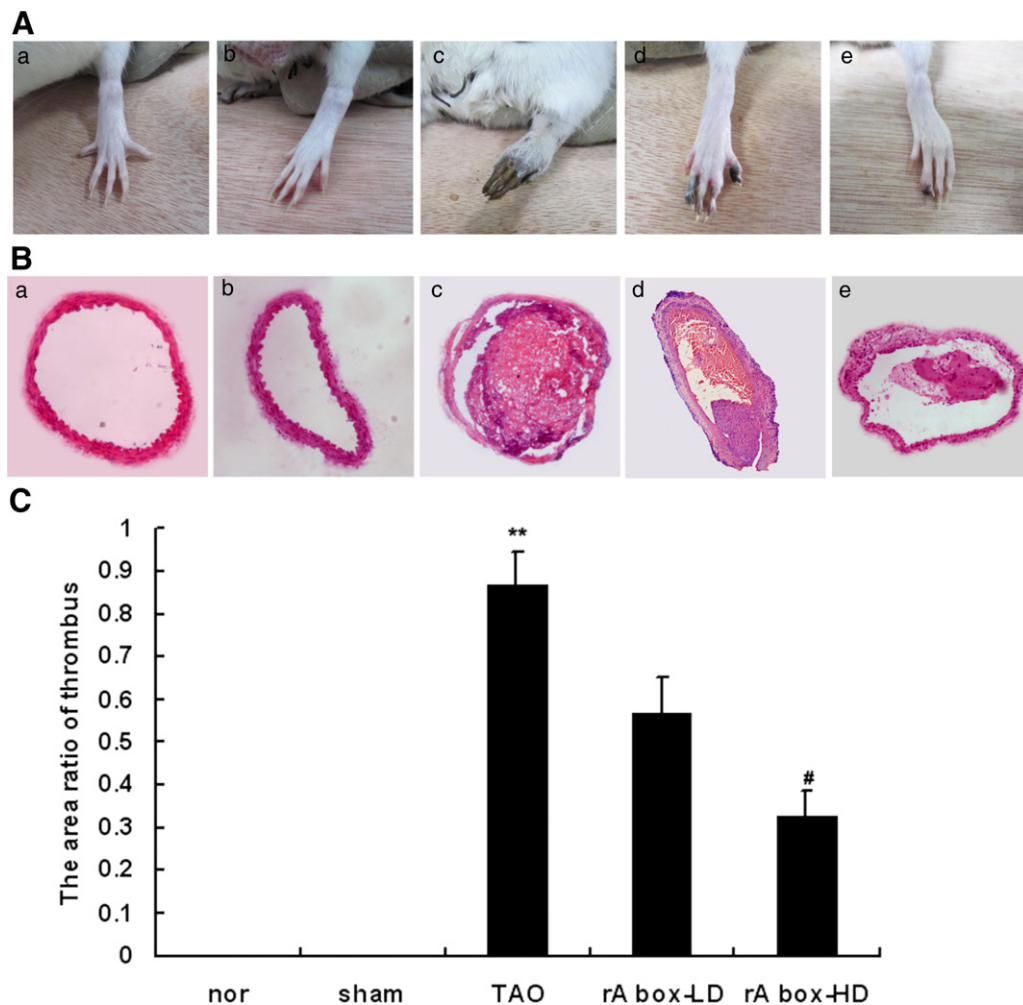 A
a b c d e
B
a b c d e
C
The area ratio of thrombus
1
0.9
0.8
0.7
0.6
0.5
0.4
0.3
0.2
0.1
0
**
#
nor sham TAO rA box-LD rA box-HD